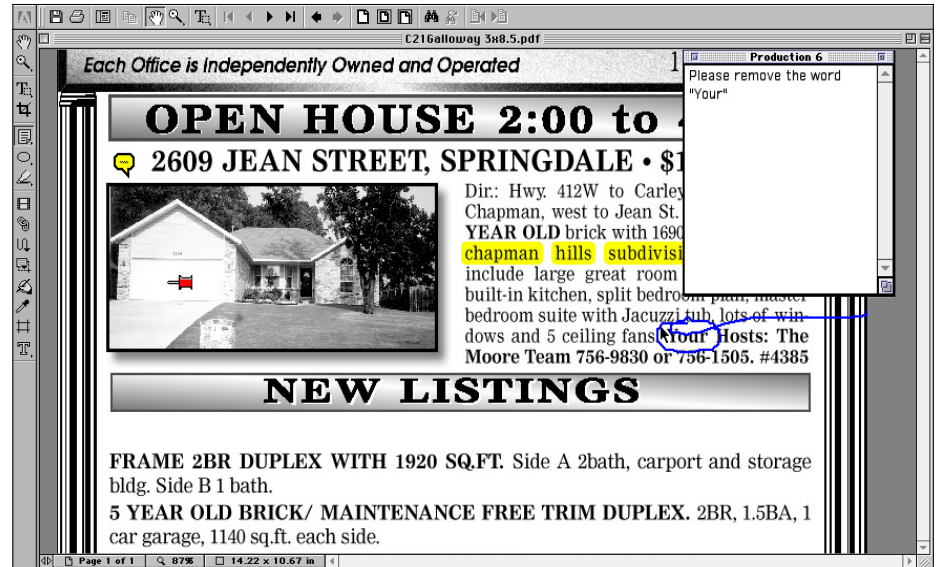 C21Galloway 3x8.5.pdf
Each Office is Independently Owned and Operated 1
Production 6
Please remove the word
"Your"
OPEN HOUSE 2:00 to
2609 JEAN STREET, SPRINGDALE • $1
Dir.: Hwy. 412W to Carley
Chapman, west to Jean St.
YEAR OLD brick with 1690
chapman hills subdivisi
include large great room
built-in kitchen, split bedroom plan, master
bedroom suite with Jacuzzi tub, lots of win-
dows and 5 ceiling fans. Your Hosts: The
Moore Team 756-9830 or 756-1505. #4385
NEW LISTINGS
FRAME 2BR DUPLEX WITH 1920 SQ.FT. Side A 2bath, carport and storage
bldg. Side B 1 bath.
5 YEAR OLD BRICK/ MAINTENANCE FREE TRIM DUPLEX. 2BR, 1.5BA, 1
car garage, 1140 sq.ft. each side.
Page 1 of 1 87% 14.22 x 10.67 in